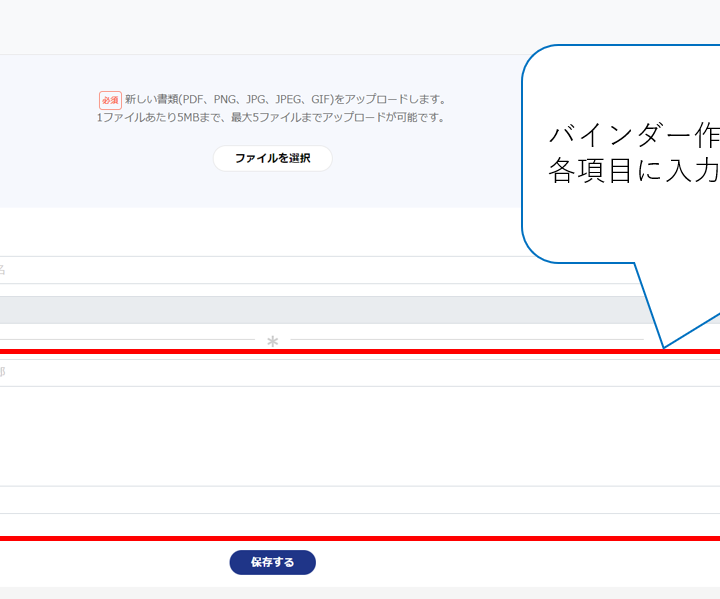 必須 新しい書類(PDF、PNG、JPG、JPEG、GIF)をアップロードします。
1ファイルあたり5MBまで、最大5ファイルまでアップロードが可能です。
ファイルを選択
バインダー作
各項目に入力
名
*
部
保存する